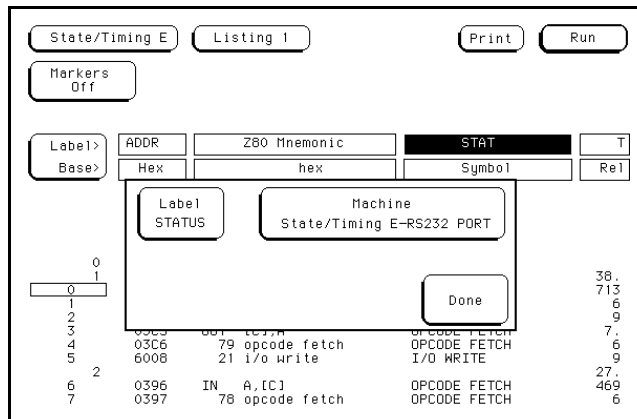 State/Timing E Listing 1 Print Run
Markers
Off
Label> ADDR Z80 Mnemonic STAT T
Base> Hex hex Symbol Rel
Label
STATUS
Machine
State/Timing E-RS232 PORT
Done
0
1 38.
0 713
1 6
2 9
3 7.
4 03C6 79 opcode fetch OPCODE FETCH 6
5 6008 21 i/o write I/O WRITE 9
2 27.
6 0396 IN A,[C] OPCODE FETCH 469
7 0397 78 opcode fetch OPCODE FETCH 6